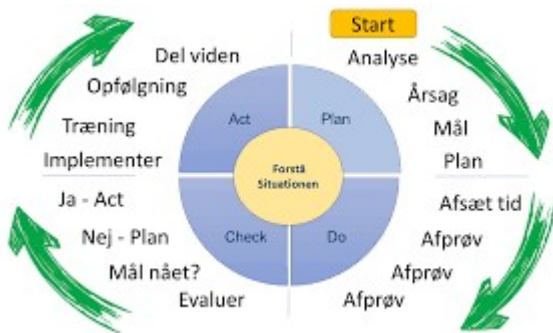 Start
Analyse
Årsag
Mål
Plan
Afsæt tid
Afprøv
Afprøv
Afprøv
Evaluer
Mål nået?
Nej - Plan
Ja - Act
Implementer
Træning
Opfølgning
Del viden
Act
Plan
Forstå
Situationen
Check
Do